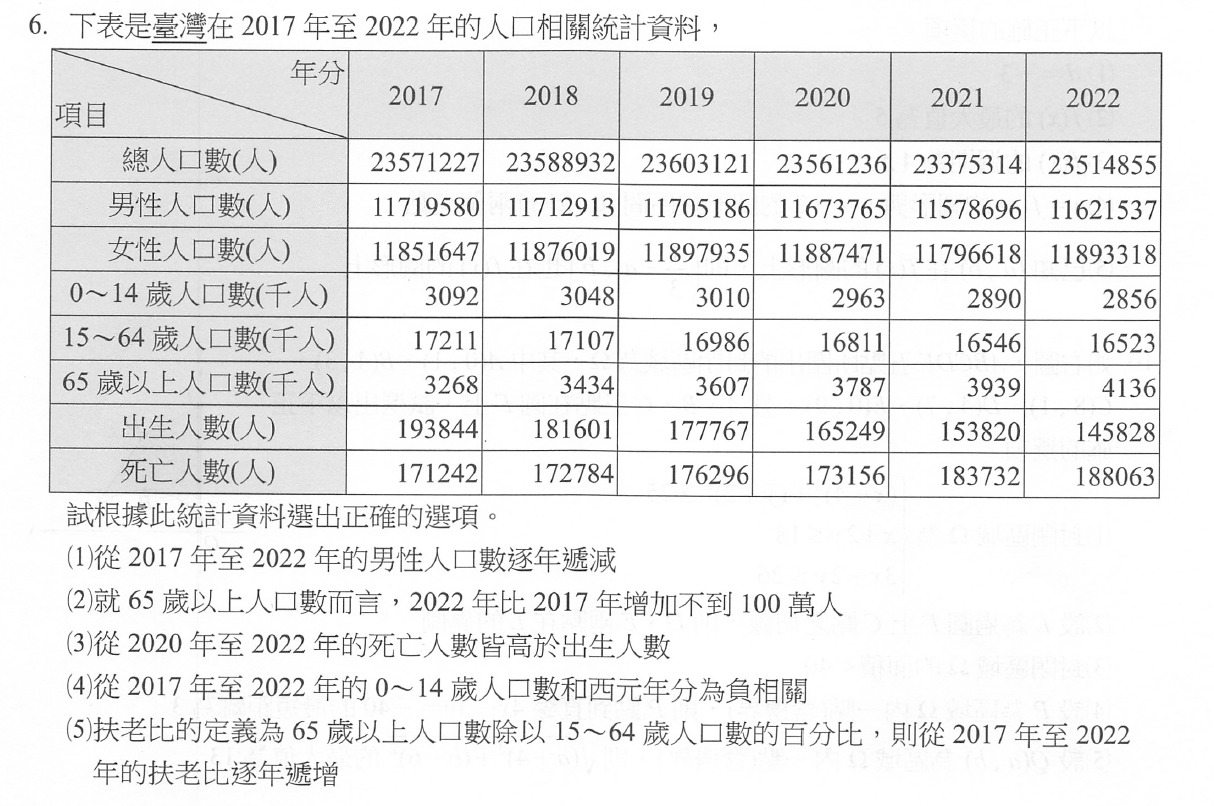 6. 下表是臺灣在 2017 年至 2022 年的人口相關統計資料，
年分
項目
2017 2018 2019 2020 2021 2022
總人口數(人) 23571227 23588932 23603121 23561236 23375314 23514855
男性人口數(人) 11719580 11712913 11705186 11673765 11578696 11621537
女性人口數(人) 11851647 11876019 11897935 11887471 11796618 11893318
0～14 歲人口數(千人) 3092 3048 3010 2963 2890 2856
15～64 歲人口數(千人) 17211 17107 16986 16811 16546 16523
65 歲以上人口數(千人) 3268 3434 3607 3787 3939 4136
出生人數(人) 193844 181601 177767 165249 153820 145828
死亡人數(人) 171242 172784 176296 173156 183732 188063
試根據此統計資料選出正確的選項。
(1)從 2017 年至 2022 年的男性人口數逐年遞減
(2)就 65 歲以上人口數而言，2022 年比 2017 年增加不到 100 萬人
(3)從 2020 年至 2022 年的死亡人數皆高於出生人數
(4)從 2017 年至 2022 年的 0～14 歲人口數和西元年分為負相關
(5)扶老比的定義為 65 歲以上人口數除以 15～64 歲人口數的百分比，則從 2017 年至 2022
年的扶老比逐年遞增